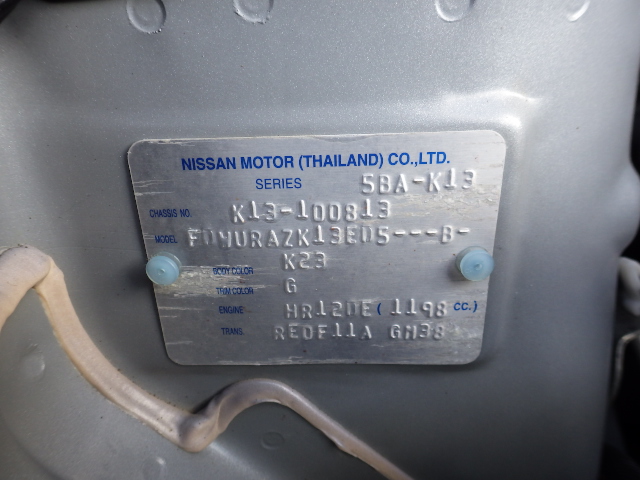 NISSAN MOTOR (THAILAND) CO.,LTD.
SERIES 5BA-K13
CHASSIS NO. K13-100813
MODEL FDWURAZK13EDS---B-
BODY COLOR K23
TRIM COLOR G
ENGINE HR12DE ( 1198 CC.)
TRANS. RE0F11A GM38